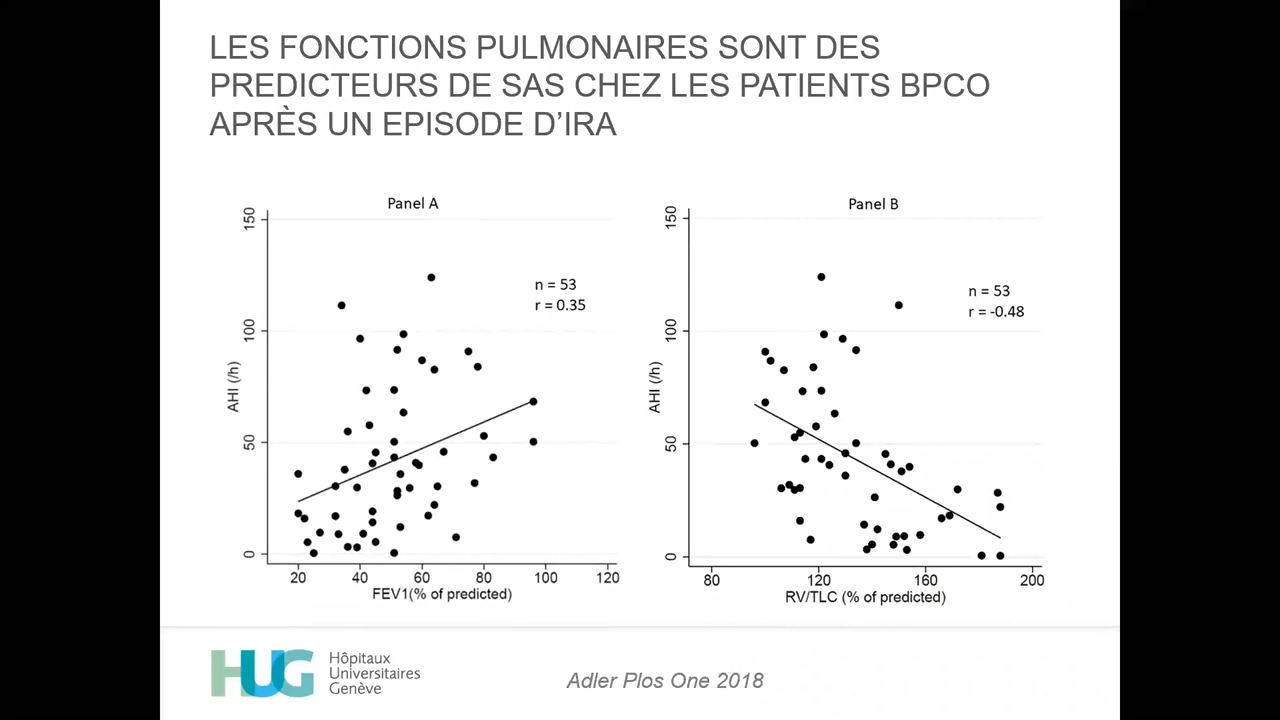 LES FONCTIONS PULMONAIRES SONT DES
PREDICTEURS DE SAS CHEZ LES PATIENTS BPCO
APRÈS UN EPISODE D'IRA
Panel A
150
100
50
0
AHI (/h)
n = 53
r = 0.35
20 40 60 80 100 120
FEV1(% of predicted)
Panel B
150
100
50
0
AHI (/h)
n = 53
r = -0.48
80 120 160 200
RV/TLC (% of predicted)
HUG
Hôpitaux
Universitaires
Genève
Adler Plos One 2018